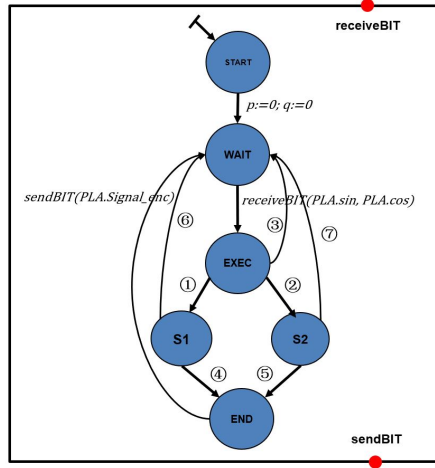 receiveBIT
START
p:=0; q:=0
WAIT
sendBIT(PLA.Signal_enc)
receiveBIT(PLA.sin, PLA.cos)
⑥
③
⑦
EXEC
①
②
S1
S2
④
⑤
END
sendBIT